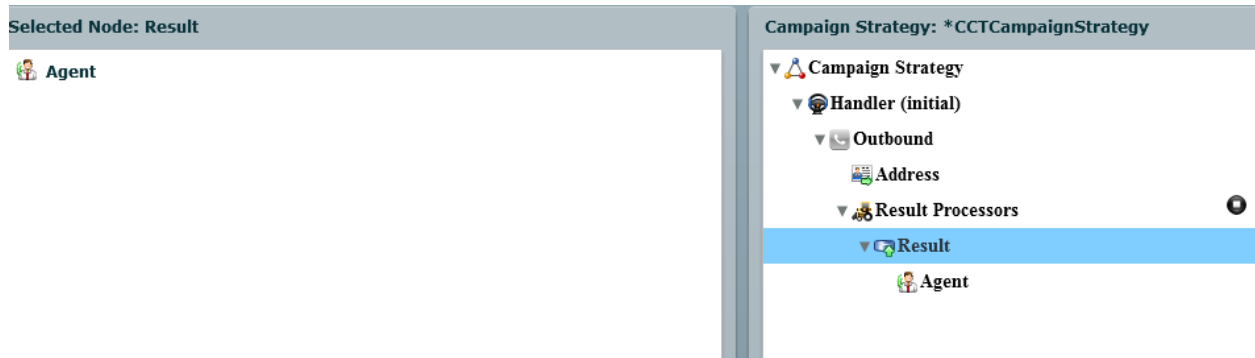 Selected Node: Result
Agent
Campaign Strategy: *CCTCampaignStrategy
Campaign Strategy
Handler (initial)
Outbound
Address
Result Processors
Result
Agent